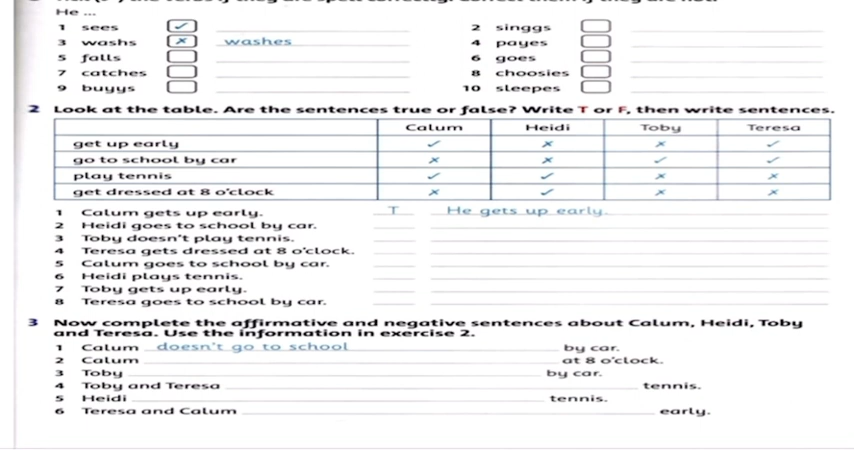 He ...
1 sees ✓
2 singgs
3 washs ✗ washes
4 payes
5 falls
6 goes
7 catches
8 choosies
9 buyys
10 sleepes
2 Look at the table. Are the sentences true or false? Write T or F, then write sentences.
Calum Heidi Toby Teresa
get up early ✓ ✗ ✗ ✓
go to school by car ✗ ✗ ✓ ✓
play tennis ✓ ✓ ✗ ✗
get dressed at 8 o'clock ✗ ✓ ✗ ✗
1 Calum gets up early. T He gets up early.
2 Heidi goes to school by car.
3 Toby doesn't play tennis.
4 Teresa gets dressed at 8 o'clock.
5 Calum goes to school by car.
6 Heidi plays tennis.
7 Toby gets up early.
8 Teresa goes to school by car.
3 Now complete the affirmative and negative sentences about Calum, Heidi, Toby
and Teresa. Use the information in exercise 2.
1 Calum doesn't go to school by car.
2 Calum at 8 o'clock.
3 Toby by car.
4 Toby and Teresa tennis.
5 Heidi tennis.
6 Teresa and Calum early.